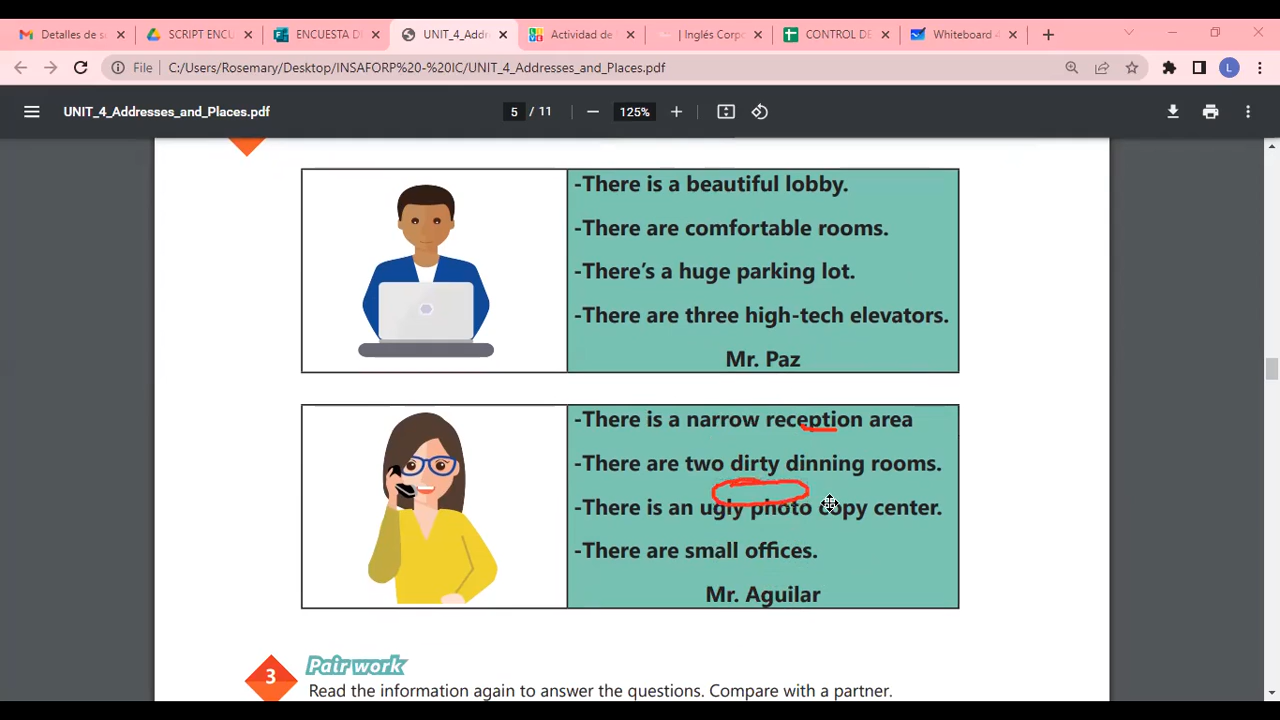 Detalles de s
SCRIPT ENCU
ENCUESTA D
UNIT_4_Addr
Actividad de
| Inglés Corpo
CONTROL DE
Whiteboard
File
C:/Users/Rosemary/Desktop/INSAFORP%20-%20IC/UNIT_4_Addresses_and_Places.pdf
L
UNIT_4_Addresses_and_Places.pdf
5 / 11
125%
-There is a beautiful lobby.
-There are comfortable rooms.
-There's a huge parking lot.
-There are three high-tech elevators.
Mr. Paz
-There is a narrow reception area
-There are two dirty dinning rooms.
-There is an ugly photo copy center.
-There are small offices.
Mr. Aguilar
3
Pair work
Read the information again to answer the questions. Compare with a partner.